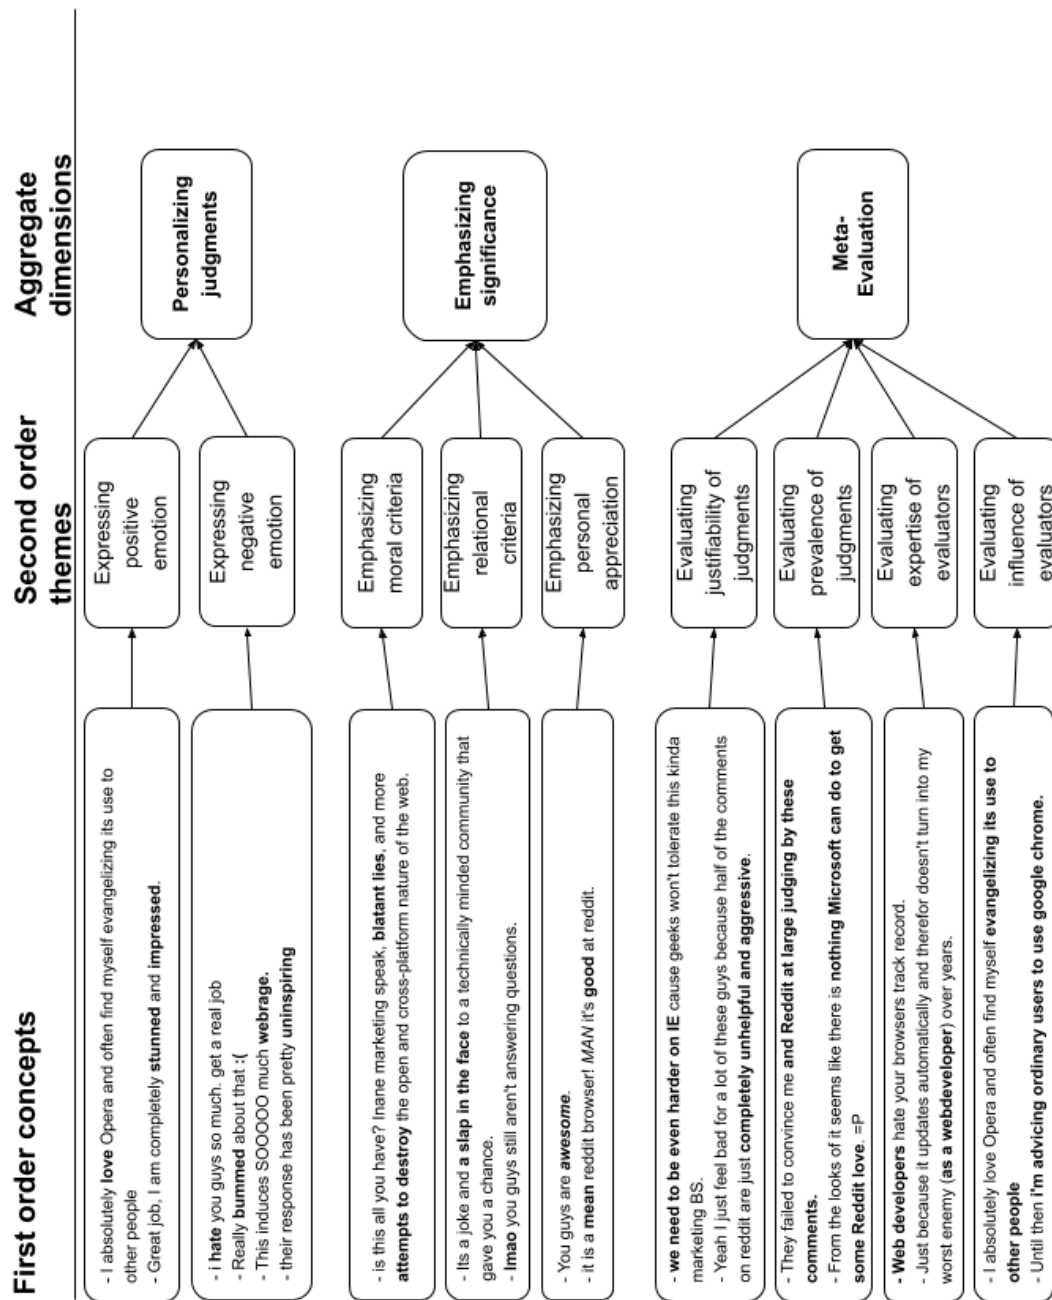 First order concepts
Second order
themes
Aggregate
dimensions
- I absolutely love Opera and often find myself evangelizing its use to
other people
- Great job, I am completely stunned and impressed.
Expressing
positive
emotion
- i hate you guys so much. get a real job
- Really bummed about that :(
- This induces SOOOOO much webrage.
- their response has been pretty uninspiring
Expressing
negative
emotion
Personalizing
judgments
- is this all you have? Inane marketing speak, blatant lies, and more
attempts to destroy the open and cross-platform nature of the web.
Emphasizing
moral criteria
- Its a joke and a slap in the face to a technically minded community that
gave you a chance.
- lmao you guys still aren't answering questions.
Emphasizing
relational
criteria
- You guys are awesome.
- it is a mean reddit browser! MAN it's good at reddit.
Emphasizing
personal
appreciation
Emphasizing
significance
- we need to be even harder on IE cause geeks won't tolerate this kinda
marketing BS.
- Yeah I just feel bad for a lot of these guys because half of the comments
on reddit are just completely unhelpful and aggressive.
Evaluating
justifiability of
judgments
- They failed to convince me and Reddit at large judging by these
comments.
- From the looks of it seems like there is nothing Microsoft can do to get
some Reddit love. =P
Evaluating
prevalence of
judgments
- Web developers hate your browsers track record.
- Just because it updates automatically and therefor doesn't turn into my
worst enemy (as a webdeveloper) over years.
Evaluating
expertise of
evaluators
- I absolutely love Opera and often find myself evangelizing its use to
other people
- Until then i'm advicing ordinary users to use google chrome.
Evaluating
influence of
evaluators
Meta-
Evaluation